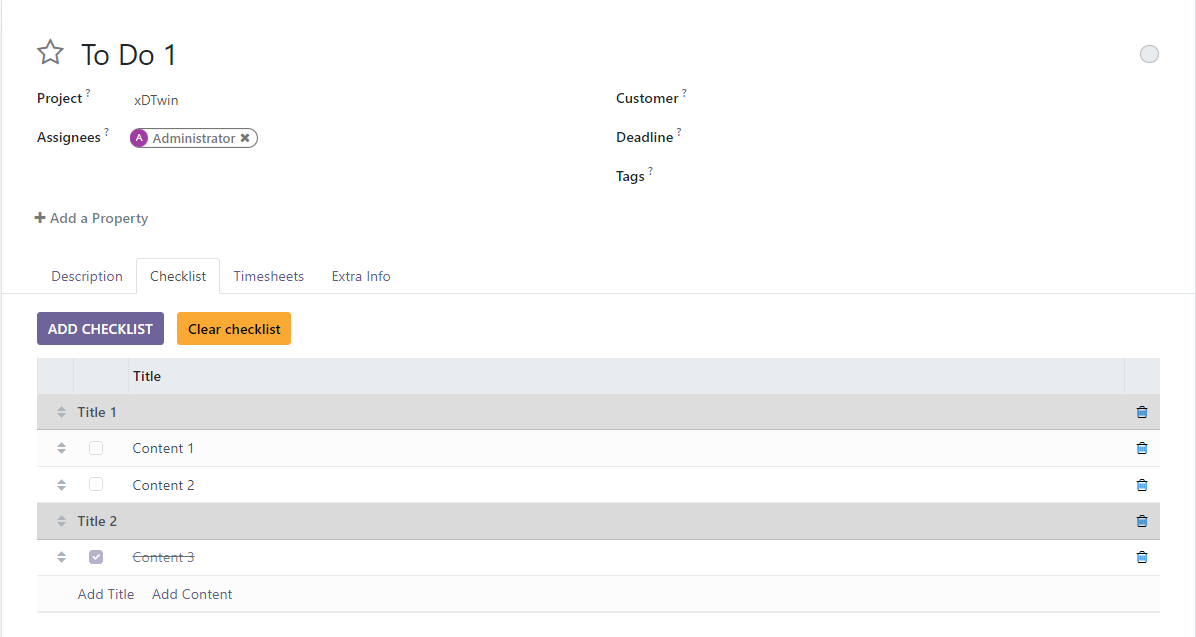 To Do 1
Project ? xDTwin
Customer ?
Assignees ? A Administrator ✖
Deadline ?
Tags ?
+ Add a Property
Description Checklist Timesheets Extra Info
ADD CHECKLIST Clear checklist
Title
Title 1
Content 1
Content 2
Title 2
Content 3
Add Title Add Content